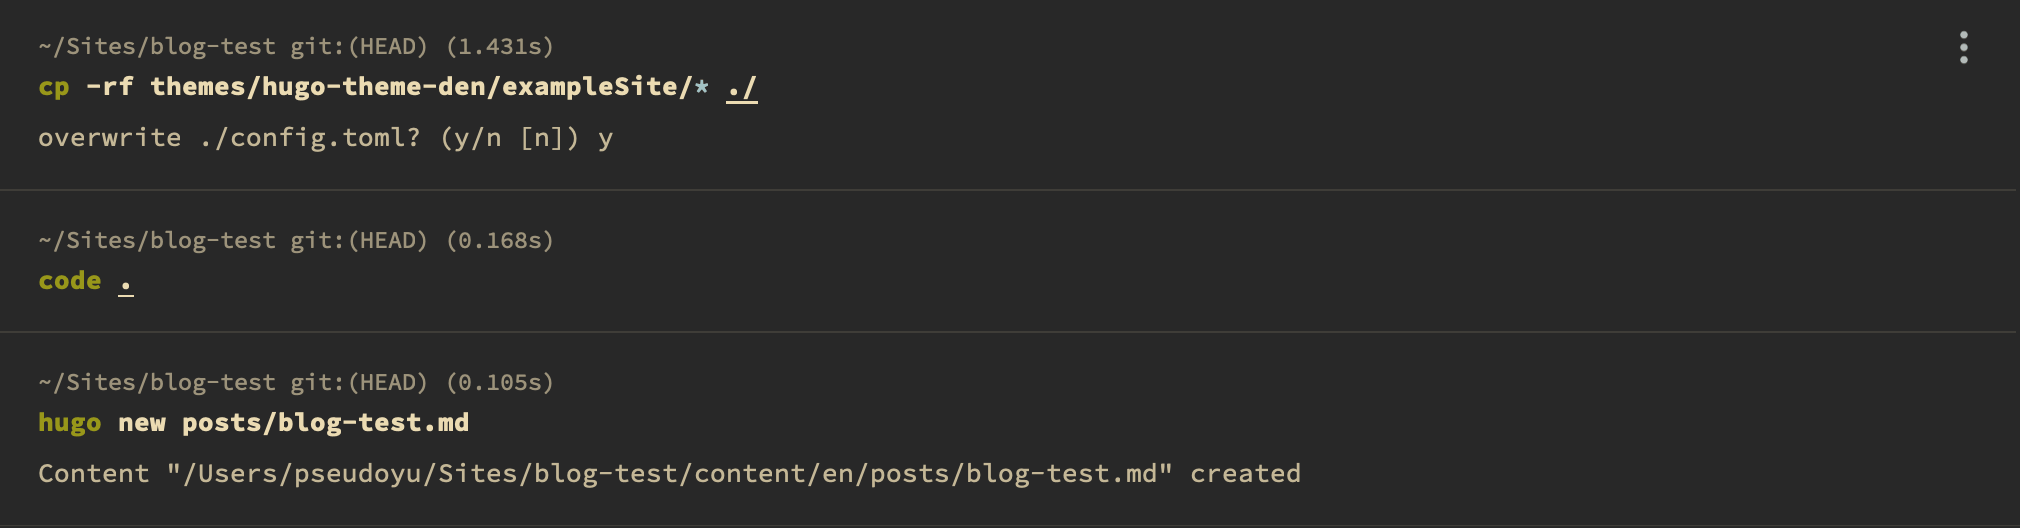 ~/Sites/blog-test git:(HEAD) (1.431s)
cp -rf themes/hugo-theme-den/exampleSite/* ./
overwrite ./config.toml? (y/n [n]) y
~/Sites/blog-test git:(HEAD) (0.168s)
code .
~/Sites/blog-test git:(HEAD) (0.105s)
hugo new posts/blog-test.md
Content "/Users/pseudoyu/Sites/blog-test/content/en/posts/blog-test.md" created